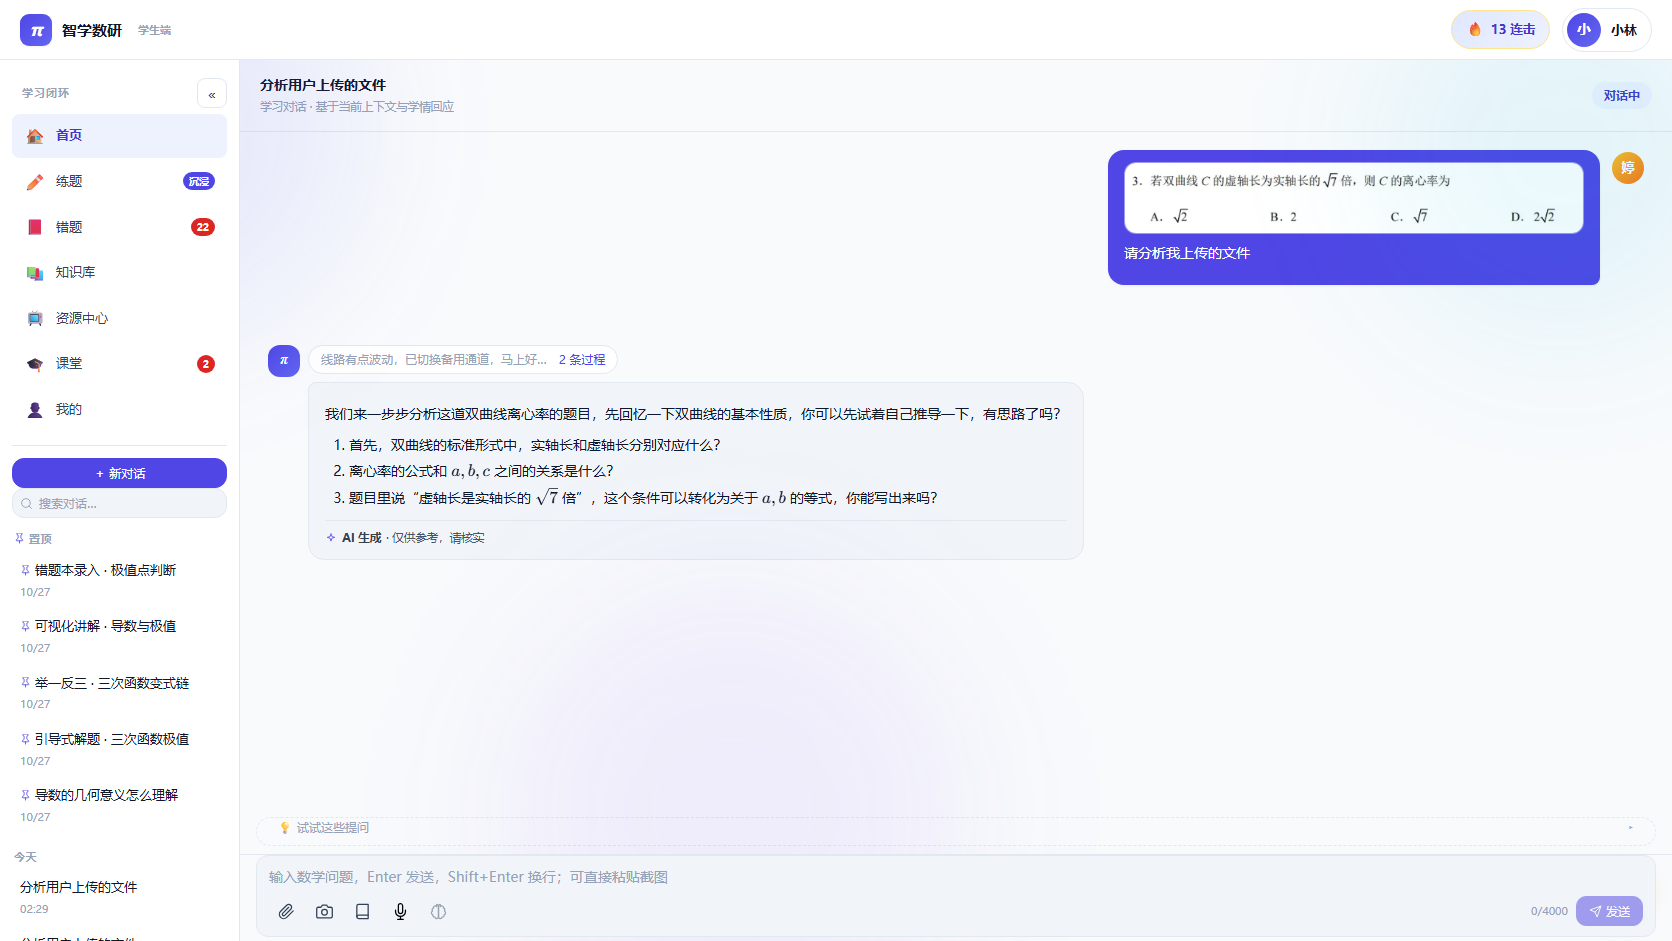 π 智学数研 学生端
13 连击
小 小林
学习闭环
«
首页
练题 沉浸
错题 22
知识库
资源中心
课堂 2
我的
+ 新对话
搜索对话...
置顶
错题本录入 · 极值点判断
10/27
可视化讲解 · 导数与极值
10/27
举一反三 · 三次函数变式链
10/27
引导式解题 · 三次函数极值
10/27
导数的几何意义怎么理解
10/27
今天
分析用户上传的文件
02:29
分析用户上传的文件
分析用户上传的文件
学习对话 · 基于当前上下文与学情回应
对话中
3. 若双曲线 C 的虚轴长为实轴长的 √7 倍，则 C 的离心率为
A. √2 B. 2 C. √7 D. 2√2
请分析我上传的文件
婷
π
线路有点波动，已切换备用通道，马上好... 2 条过程
我们来一步步分析这道双曲线离心率的题目，先回忆一下双曲线的基本性质，你可以先试着自己推导一下，有思路了吗？
1. 首先，双曲线的标准形式中，实轴长和虚轴长分别对应什么？
2. 离心率的公式和 a, b, c 之间的关系是什么？
3. 题目里说“虚轴长是实轴长的 √7 倍”，这个条件可以转化为关于 a, b 的等式，你能写出来吗？
AI 生成 · 仅供参考，请核实
试试这些提问
输入数学问题，Enter 发送，Shift+Enter 换行；可直接粘贴截图
0/4000
发送